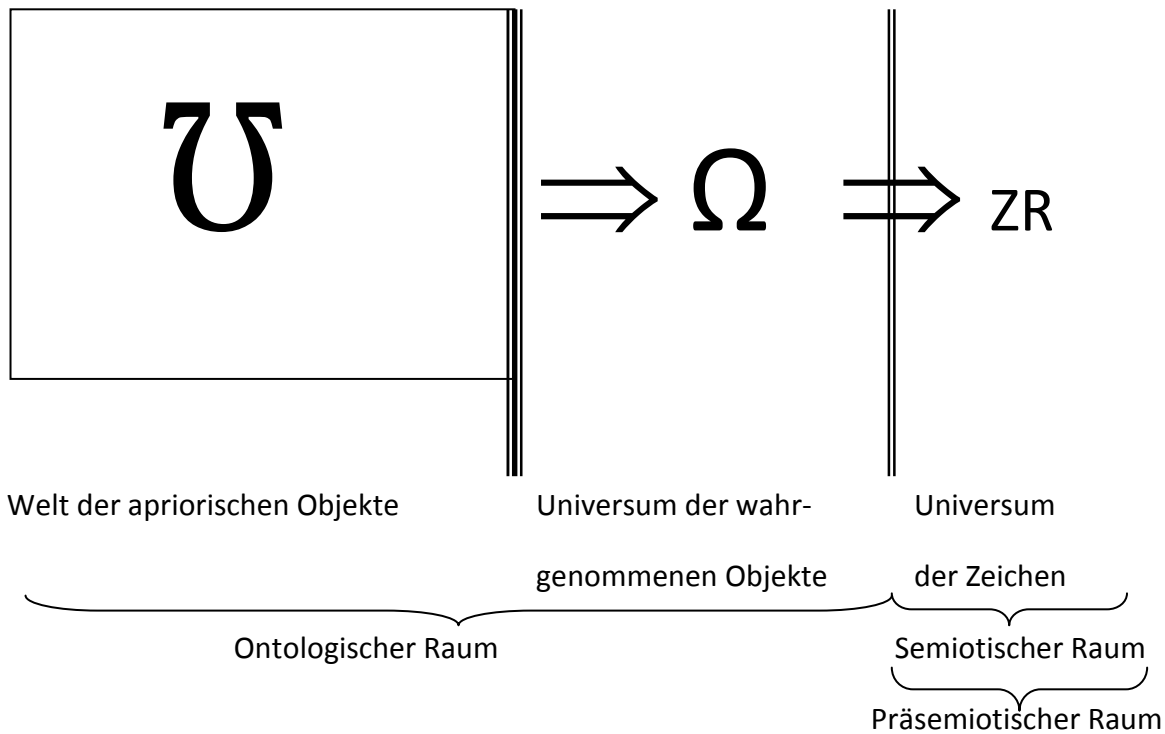 ℧ Ω ZR
Welt der apriorischen Objekte Universum der wahr- Universum
genommenen Objekte der Zeichen
Ontologischer Raum Semiotischer Raum
Präsemiotischer Raum